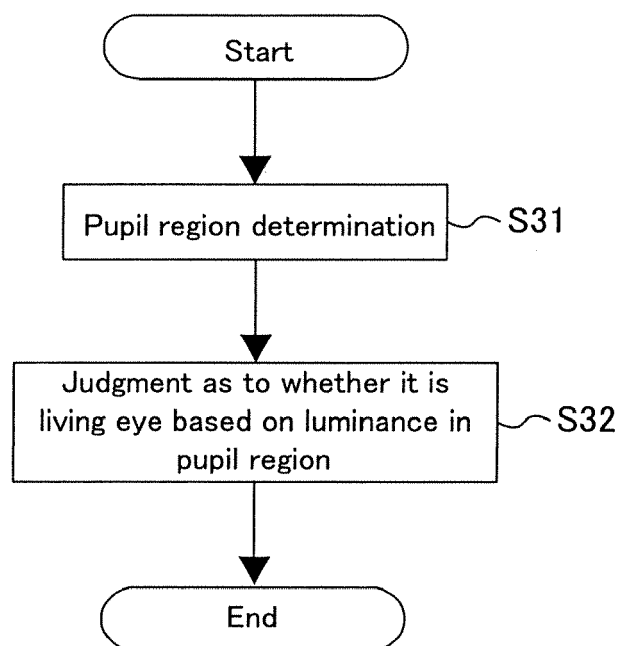 Start
Pupil region determination
S31
Judgment as to whether it is
living eye based on luminance in
pupil region
S32
End